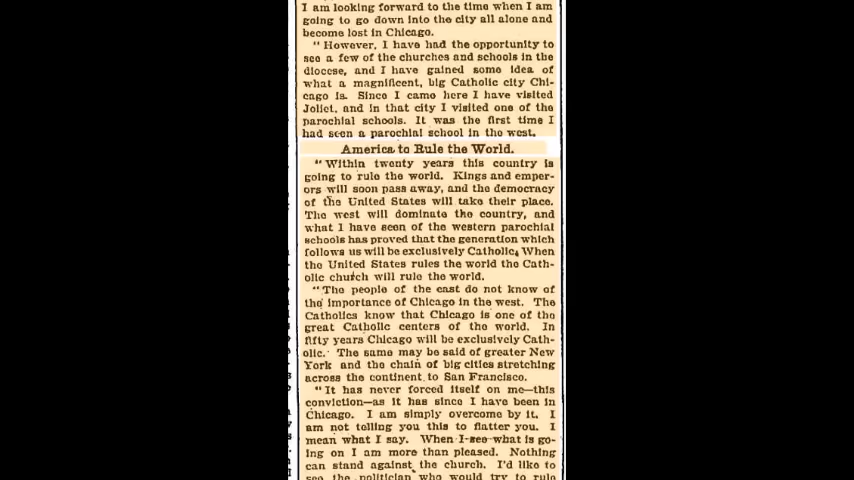 I am looking forward to the time when I am
going to go down into the city all alone and
become lost in Chicago.
"However, I have had the opportunity to
see a few of the churches and schools in the
diocese, and I have gained some idea of
what a magnificent, big Catholic city Chi-
cago is. Since I came here I have visited
Joliet, and in that city I visited one of the
parochial schools. It was the first time I
had seen a parochial school in the west.
America to Rule the World.
"Within twenty years this country is
going to rule the world. Kings and emper-
ors will soon pass away, and the democracy
of the United States will take their place.
The west will dominate the country, and
what I have seen of the western parochial
schools has proved that the generation which
follows us will be exclusively Catholic. When
the United States rules the world the Cath-
olic church will rule the world.
"The people of the east do not know of
the importance of Chicago in the west. The
Catholics know that Chicago is one of the
great Catholic centers of the world. In
fifty years Chicago will be exclusively Cath-
olic. The same may be said of greater New
York and the chain of big cities stretching
across the continent to San Francisco.
"It has never forced itself on me—this
conviction—as it has since I have been in
Chicago. I am simply overcome by it. I
am not telling you this to flatter you. I
mean what I say. When I see what is go-
ing on I am more than pleased. Nothing
can stand against the church. I'd like to
see the politician who would try to rule